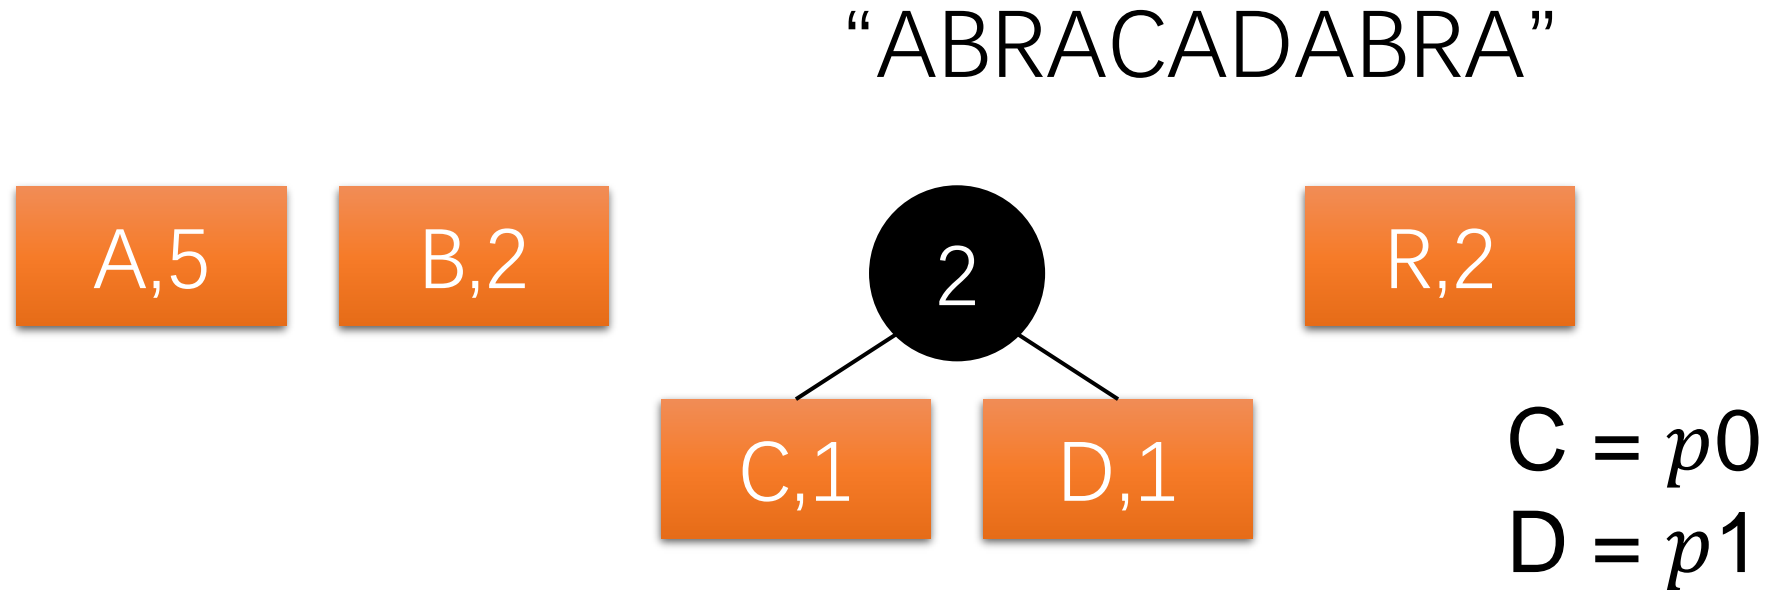 “ABRACADABRA”
A,5 B,2 2 R,2
C,1 D,1
C = p0
D = p1